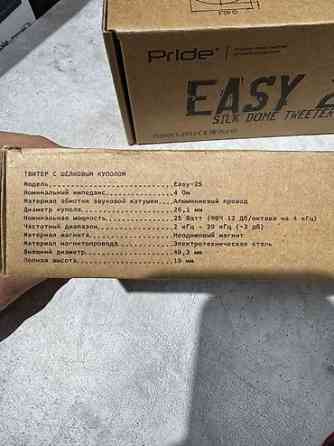 Pride®
EASY 2
SILK DOME TWEETER
ТВИТЕР С ШЁЛКОВЫМ КУПОЛОМ
Модель..........................Easy-25
Номинальный импеданс............4 Ом
Материал обмотки звуковой катушки...Алюминиевый провод
Диаметр купола..................26,1 мм
Номинальная мощность............25 Ватт (ФВЧ 12 Дб/октава на 4 кГц)
Частотный диапазон..............2 кГц – 20 кГц (-3 дб)
Материал магнита................Неодимовый магнит
Материал магнитопровода.........Электротехническая сталь
Внешний диаметр.................49,3 мм
Полная высота...................19 мм